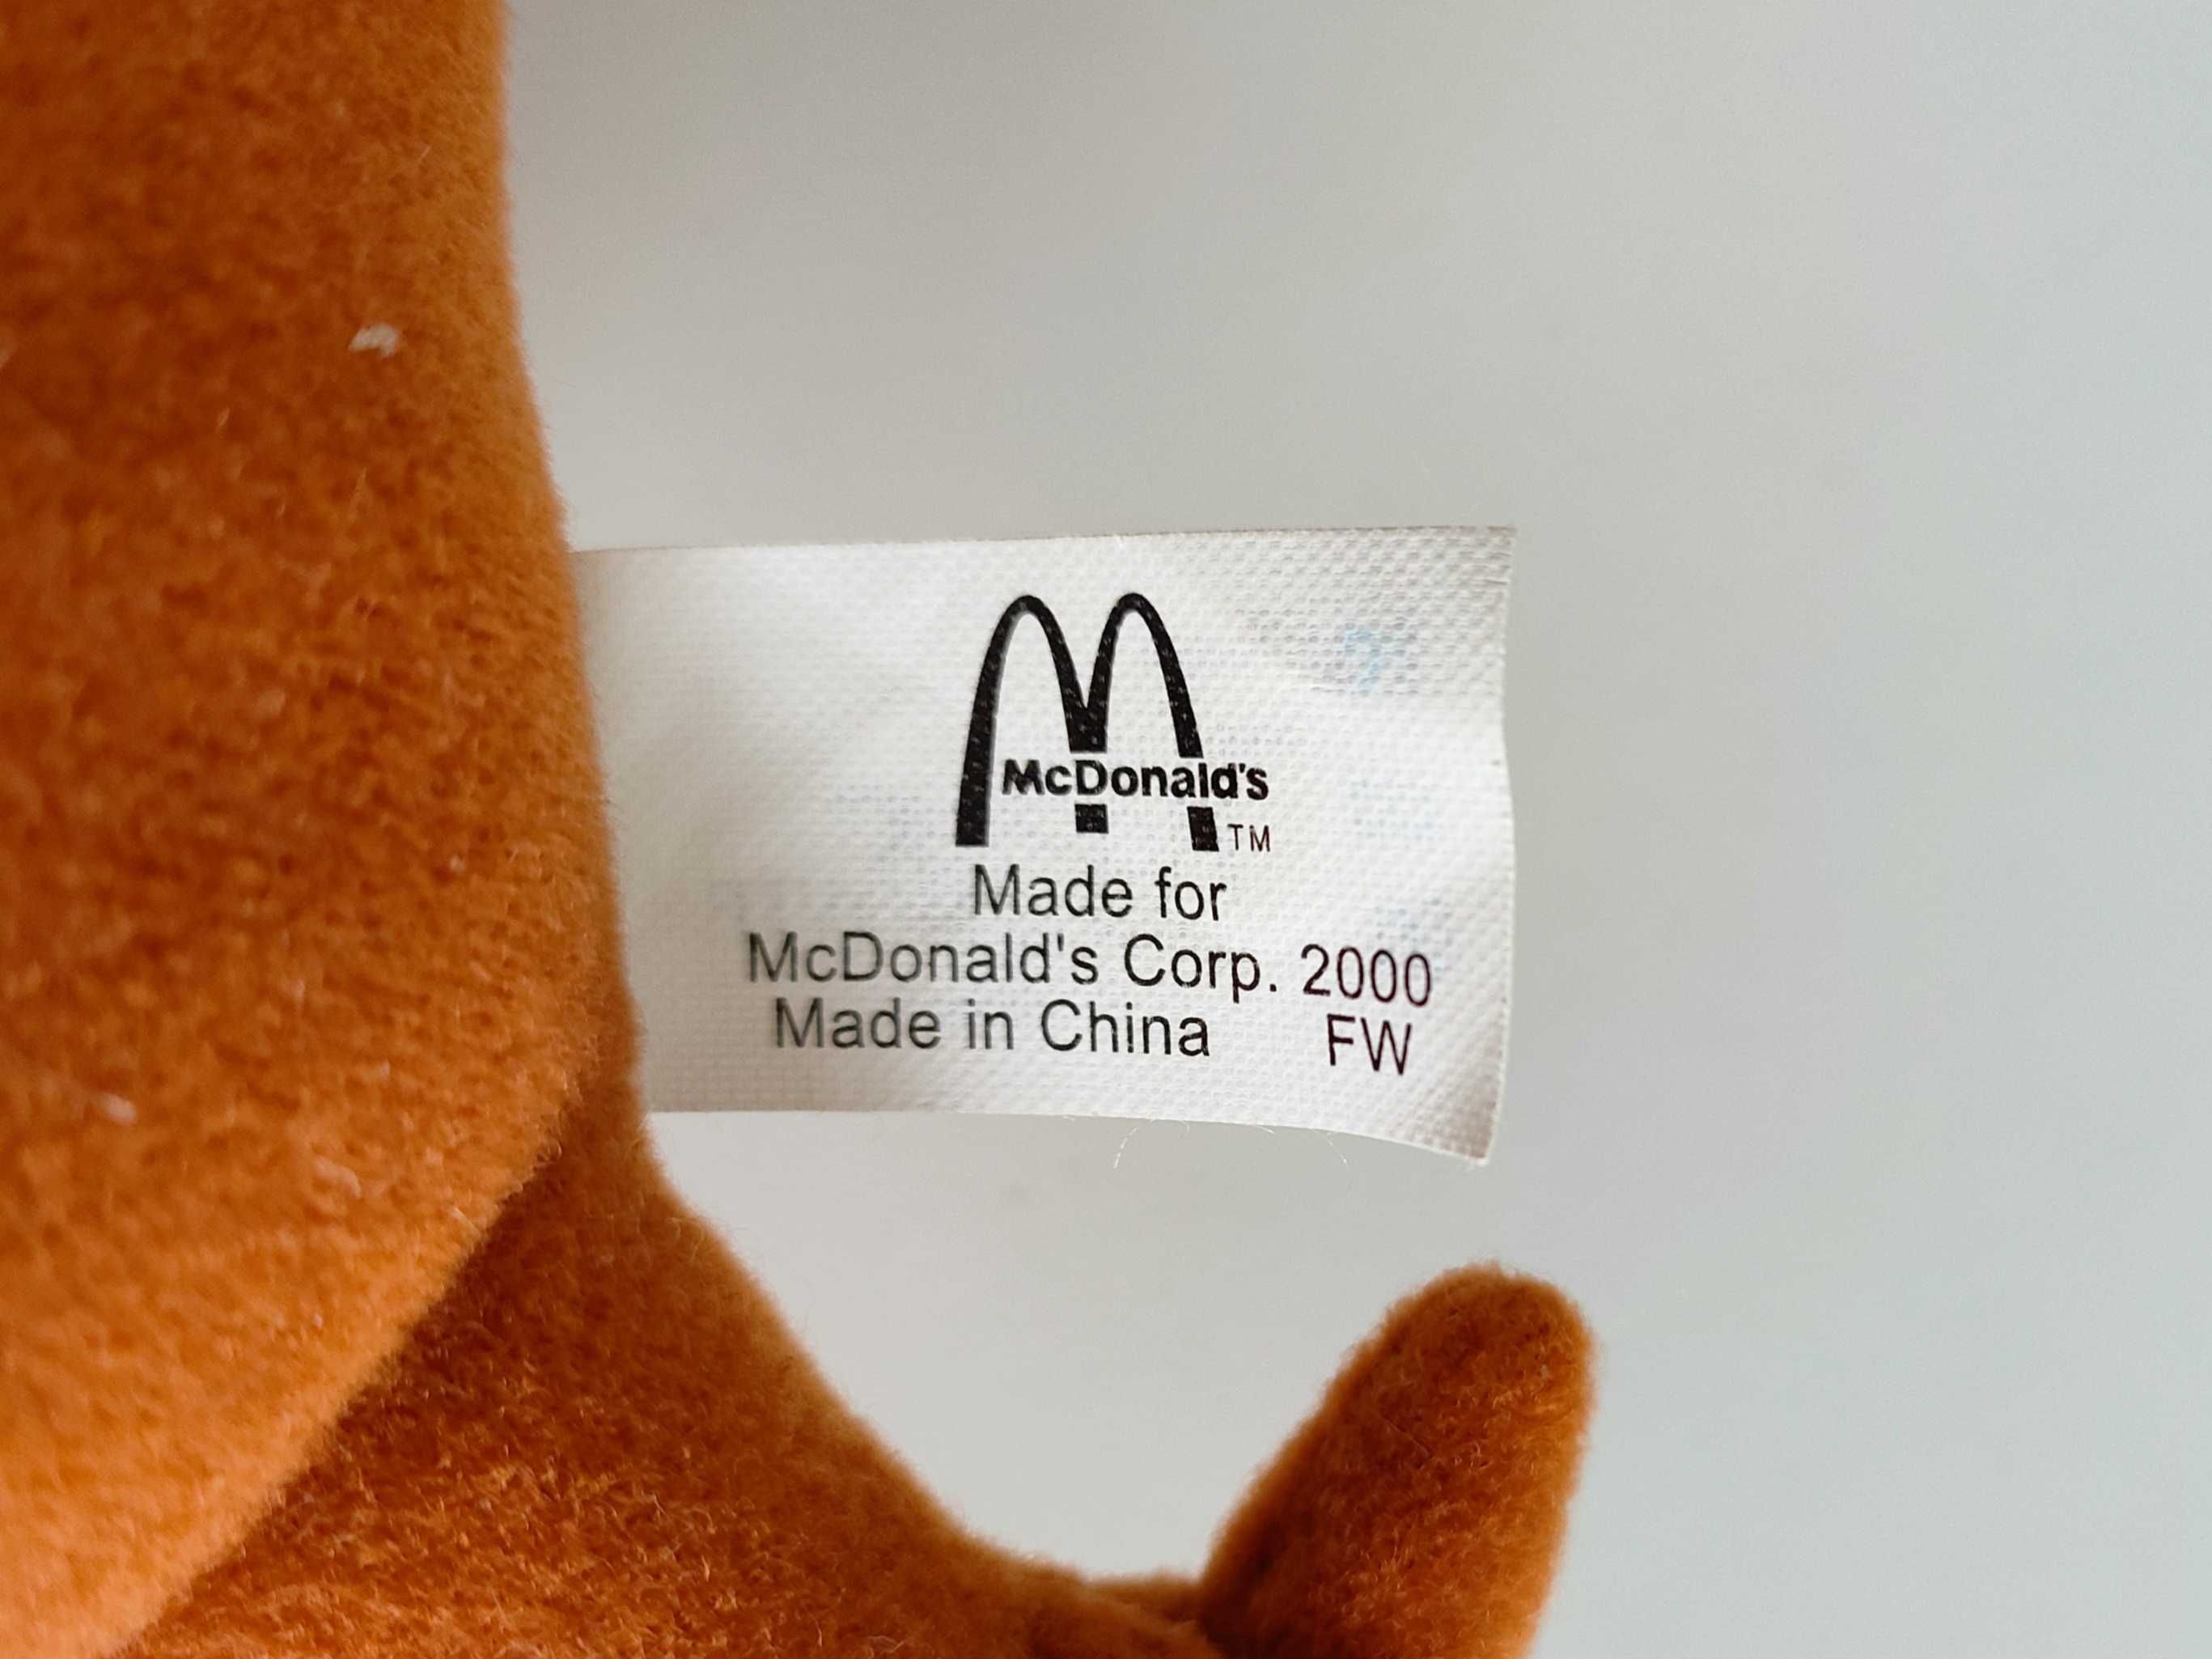 McDonald's
TM
Made for
McDonald's Corp. 2000
Made in China FW